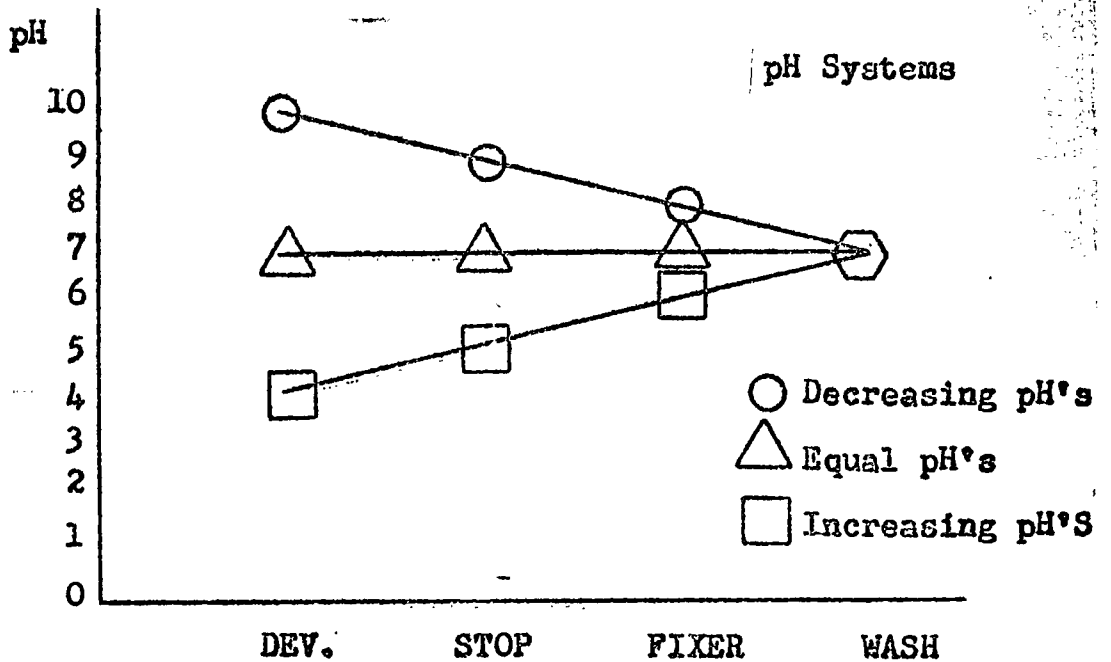 pH
pH Systems
10
9
8
7
6
5
4
3
2
1
0
Decreasing pH's
Equal pH's
Increasing pH'S
DEV. STOP FIXER WASH